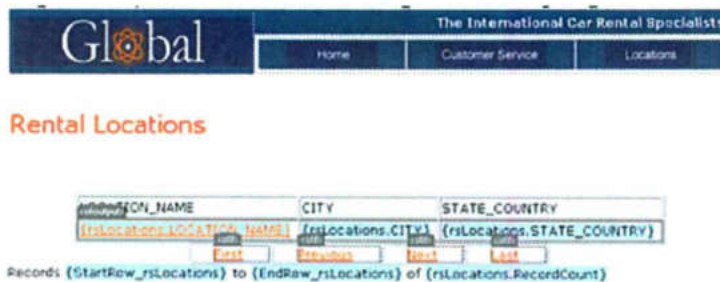 The International Car Rental Specialists
Global
Home Customer Service Locations
Rental Locations
LOCATION_NAME CITY STATE_COUNTRY
{rsLocations.LOCATION_NAME} {rsLocations.CITY} {rsLocations.STATE_COUNTRY}
First Previous Next Last
Records {StartRow_rsLocations} to {EndRow_rsLocations} of {rsLocations.RecordCount}